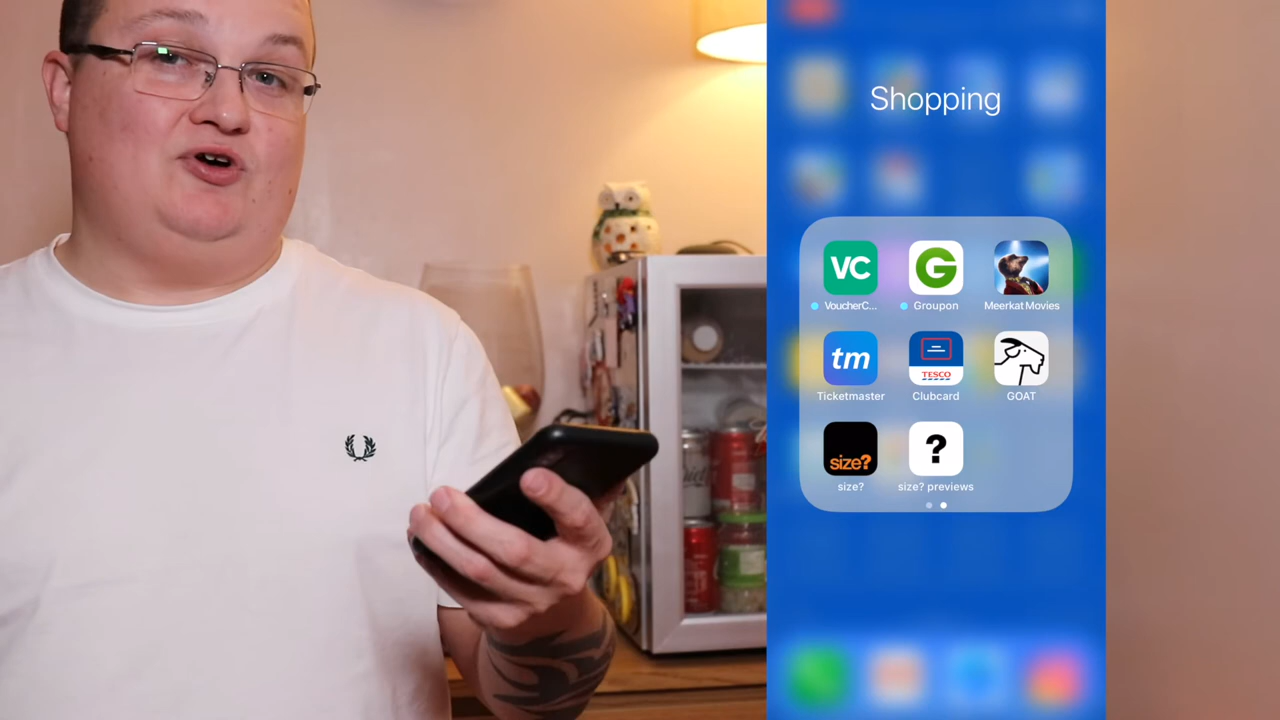 Shopping
VC
G
VoucherC...
Groupon
Meerkat Movies
tm
TESCO
Ticketmaster
Clubcard
GOAT
size?
?
size?
size? previews